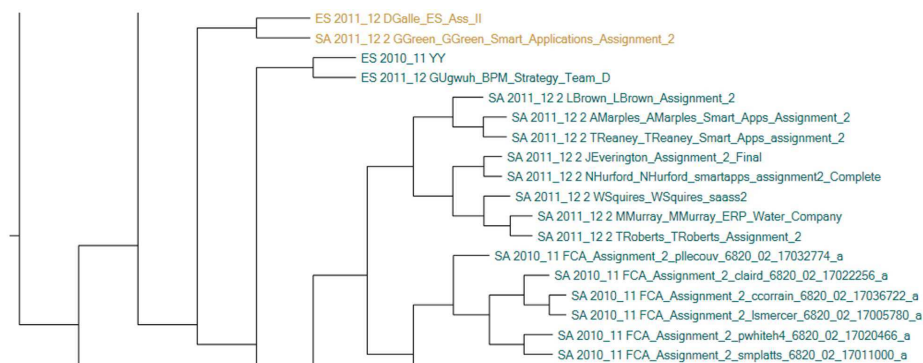 ES 2011_12 DGalle_ES_Ass_II
SA 2011_12 2 GGreen_GGreen_Smart_Applications_Assignment_2
ES 2010_11 YY
ES 2011_12 GUgwuh_BPM_Strategy_Team_D
SA 2011_12 2 LBrown_LBrown_Assignment_2
SA 2011_12 2 AMarples_AMarples_Smart_Apps_Assignment_2
SA 2011_12 2 TReaney_TReaney_Smart_Apps_assignment_2
SA 2011_12 2 JEverington_Assignment_2_Final
SA 2011_12 2 NHurford_NHurford_smartapps_assignment2_Complete
SA 2011_12 2 WSquires_WSquires_saass2
SA 2011_12 2 MMurray_MMurray_ERP_Water_Company
SA 2011_12 2 TRoberts_TRoberts_Assignment_2
SA 2010_11 FCA_Assignment_2_pllecouv_6820_02_17032774_a
SA 2010_11 FCA_Assignment_2_claird_6820_02_17022256_a
SA 2010_11 FCA_Assignment_2_ccorrain_6820_02_17036722_a
SA 2010_11 FCA_Assignment_2_lsmercer_6820_02_17005780_a
SA 2010_11 FCA_Assignment_2_pwhiteh4_6820_02_17020466_a
SA 2010_11 FCA_Assignment_2_smplatts_6820_02_17011000_a